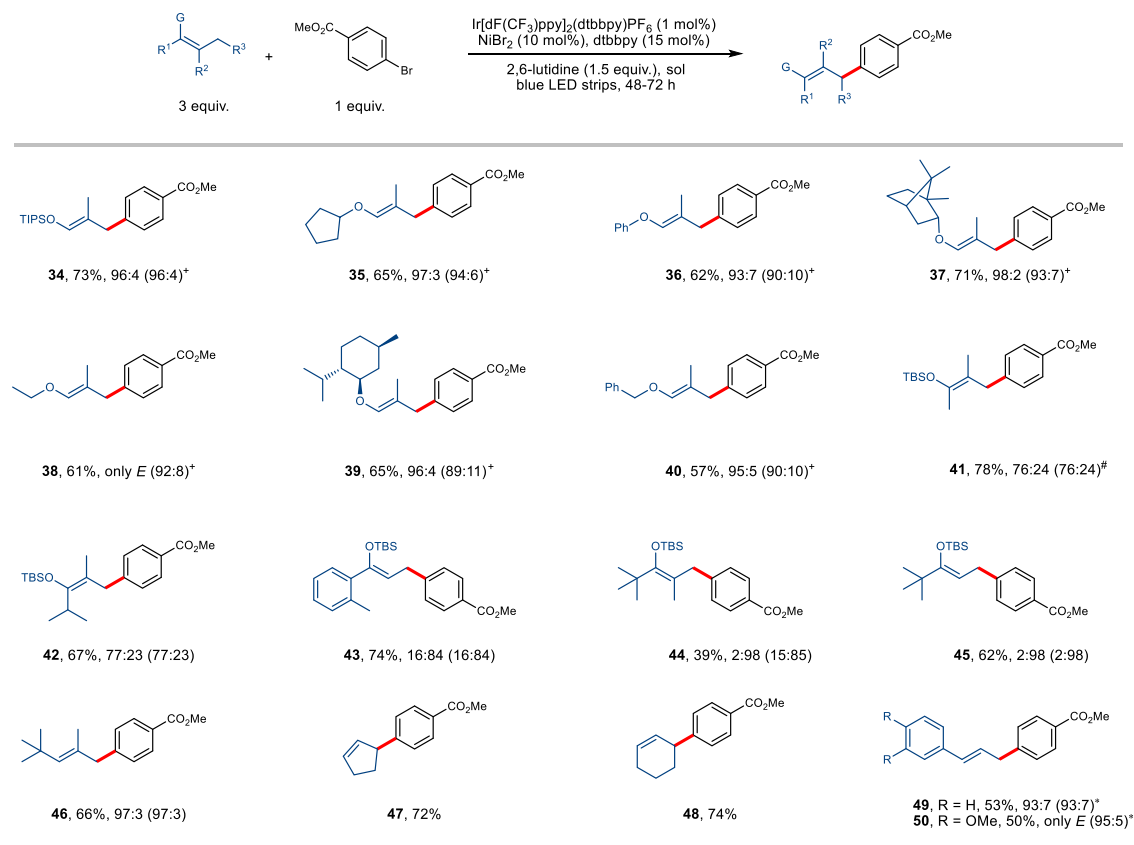 G
R1
R2
R3
+
MeO2C
Br
Ir[dF(CF3)ppy]2(dtbbpy)PF6 (1 mol%)
NiBr2 (10 mol%), dtbbpy (15 mol%)
2,6-lutidine (1.5 equiv.), sol
blue LED strips, 48-72 h
G
R1
R2
R3
CO2Me
3 equiv.
1 equiv.
TIPSO
CO2Me
34, 73%, 96:4 (96:4)+
O
CO2Me
35, 65%, 97:3 (94:6)+
Ph
O
CO2Me
36, 62%, 93:7 (90:10)+
O
CO2Me
37, 71%, 98:2 (93:7)+
O
CO2Me
38, 61%, only E (92:8)+
O
CO2Me
39, 65%, 96:4 (89:11)+
Ph
O
CO2Me
40, 57%, 95:5 (90:10)+
TBSO
CO2Me
41, 78%, 76:24 (76:24)#
TBSO
CO2Me
42, 67%, 77:23 (77:23)
OTBS
CO2Me
43, 74%, 16:84 (16:84)
OTBS
CO2Me
44, 39%, 2:98 (15:85)
OTBS
CO2Me
45, 62%, 2:98 (2:98)
CO2Me
46, 66%, 97:3 (97:3)
CO2Me
47, 72%
CO2Me
48, 74%
R
R
CO2Me
49, R = H, 53%, 93:7 (93:7)*
50, R = OMe, 50%, only E (95:5)*